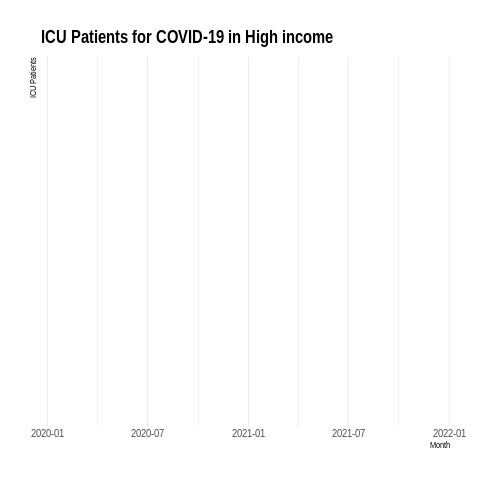 ICU Patients for COVID-19 in High income
ICU Patients
2020-01 2020-07 2021-01 2021-07 2022-01
Month